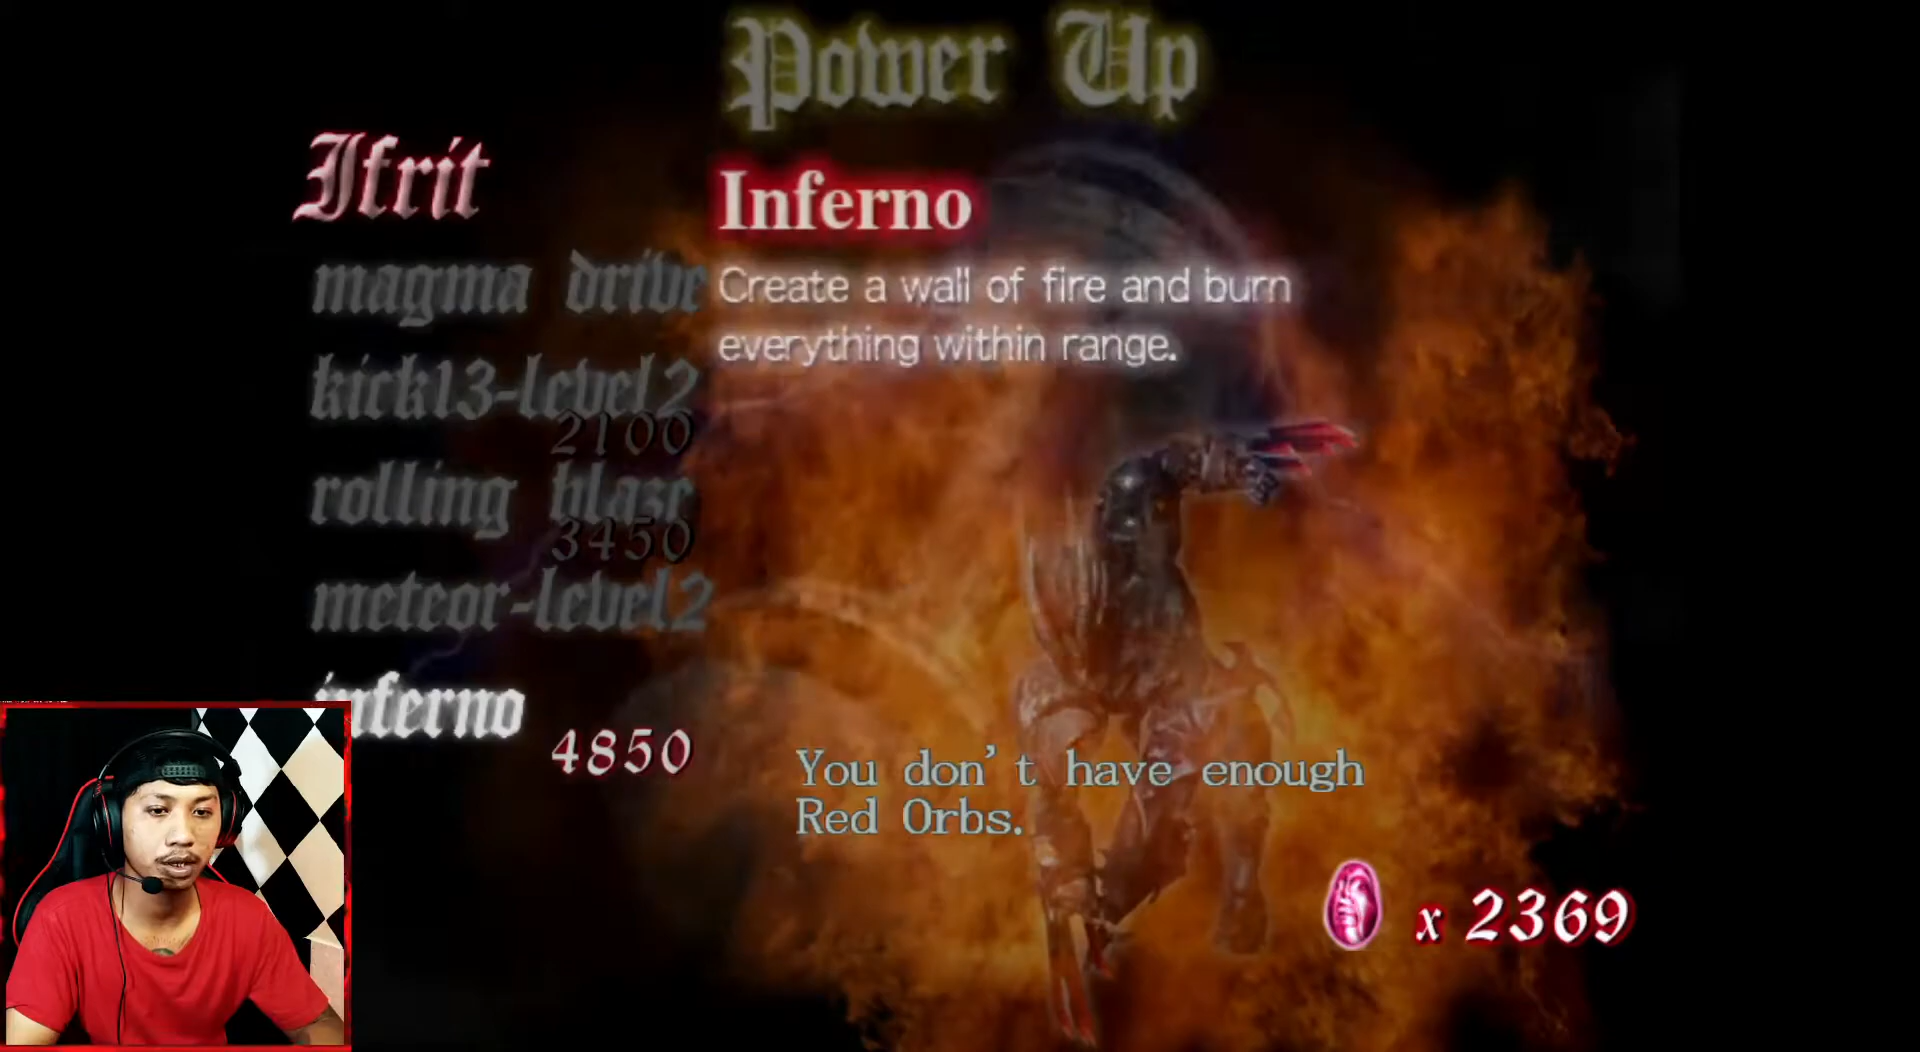 Power Up
Ifrit
magma drive
kick13-level2
2100
rolling blaze
3450
meteor-level2
inferno
4850
Inferno
Create a wall of fire and burn
everything within range.
You don't have enough
Red Orbs.
x 2369